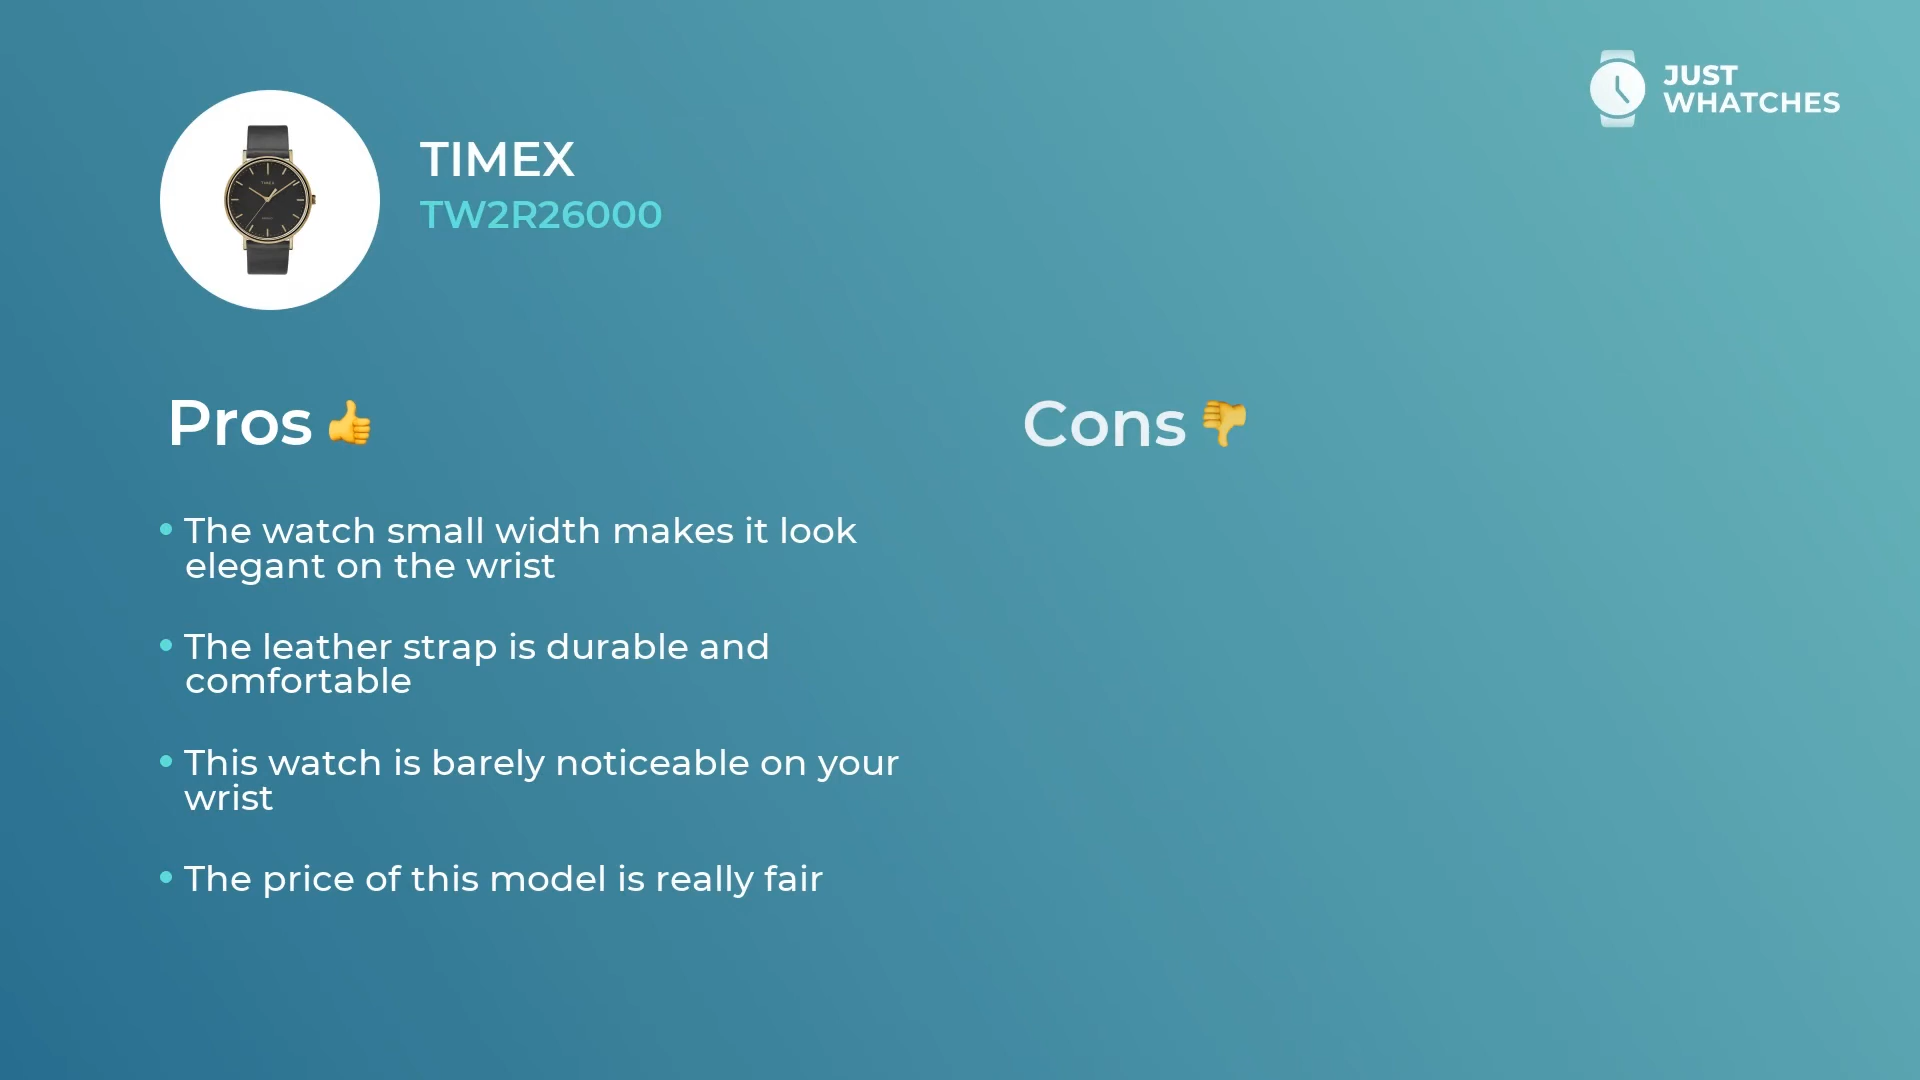 JUST
WHATCHES
TIMEX
TW2R26000
Pros 👍
Cons 👎
• The watch small width makes it look
elegant on the wrist
• The leather strap is durable and
comfortable
• This watch is barely noticeable on your
wrist
• The price of this model is really fair